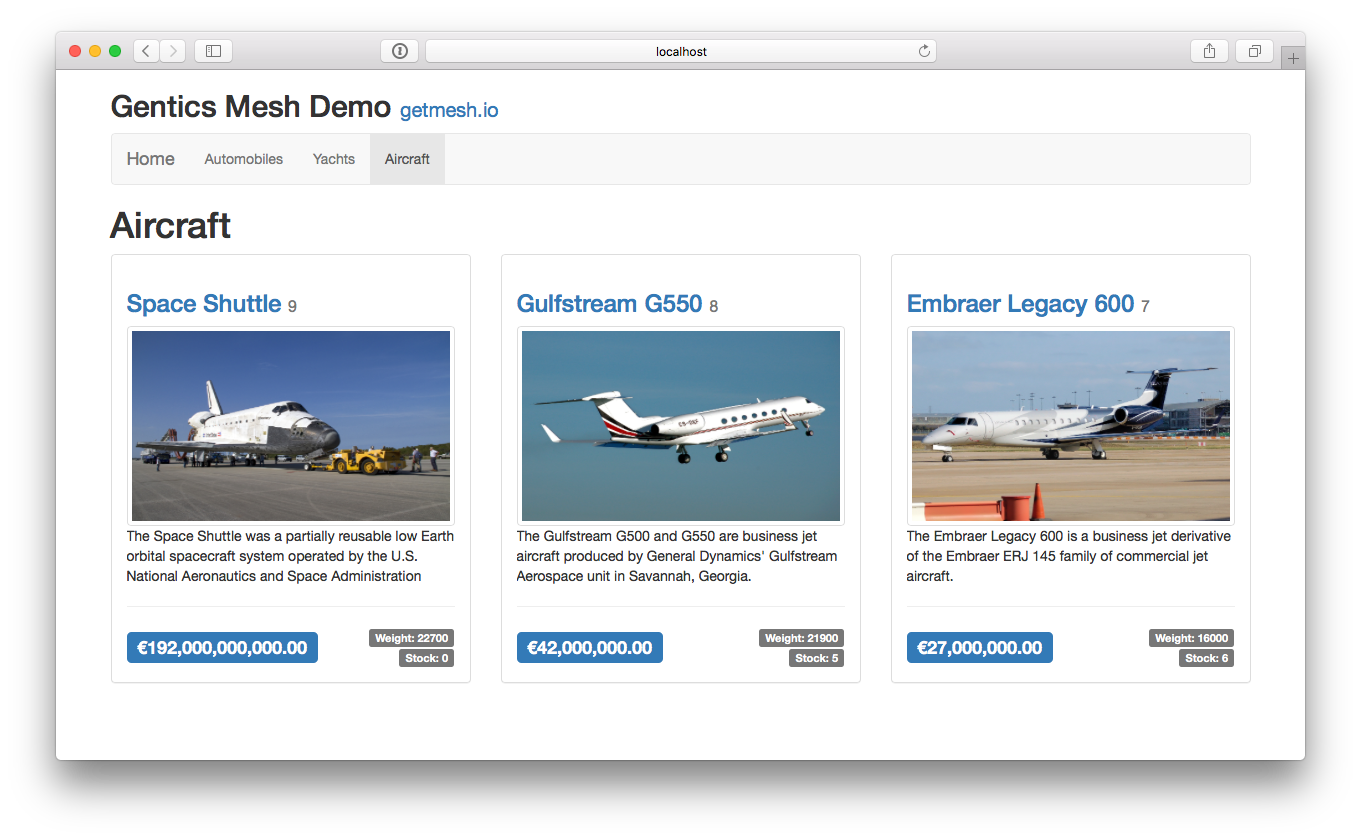 localhost
Gentics Mesh Demo getmesh.io
Home Automobiles Yachts Aircraft
Aircraft
Space Shuttle 9
The Space Shuttle was a partially reusable low Earth
orbital spacecraft system operated by the U.S.
National Aeronautics and Space Administration
€192,000,000,000.00
Weight: 22700
Stock: 0
Gulfstream G550 8
The Gulfstream G500 and G550 are business jet
aircraft produced by General Dynamics' Gulfstream
Aerospace unit in Savannah, Georgia.
€42,000,000.00
Weight: 21900
Stock: 5
Embraer Legacy 600 7
The Embraer Legacy 600 is a business jet derivative
of the Embraer ERJ 145 family of commercial jet
aircraft.
€27,000,000.00
Weight: 16000
Stock: 6